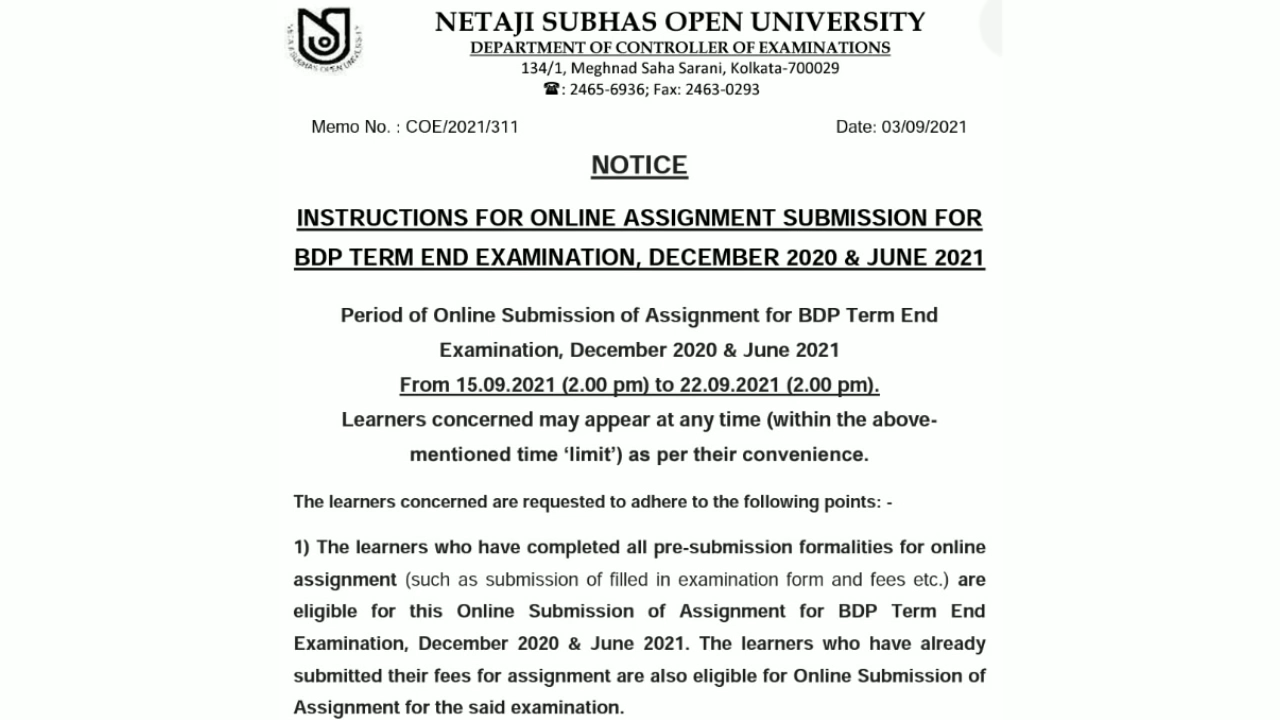 NETAJI SUBHAS OPEN UNIVERSITY
DEPARTMENT OF CONTROLLER OF EXAMINATIONS
134/1, Meghnad Saha Sarani, Kolkata-700029
☎: 2465-6936; Fax: 2463-0293
NETAJI SUBHAS OPEN UNIVERSITY
Memo No. : COE/2021/311 Date: 03/09/2021
NOTICE
INSTRUCTIONS FOR ONLINE ASSIGNMENT SUBMISSION FOR
BDP TERM END EXAMINATION, DECEMBER 2020 & JUNE 2021
Period of Online Submission of Assignment for BDP Term End
Examination, December 2020 & June 2021
From 15.09.2021 (2.00 pm) to 22.09.2021 (2.00 pm).
Learners concerned may appear at any time (within the above-
mentioned time ‘limit’) as per their convenience.
The learners concerned are requested to adhere to the following points: -
1) The learners who have completed all pre-submission formalities for online
assignment (such as submission of filled in examination form and fees etc.) are
eligible for this Online Submission of Assignment for BDP Term End
Examination, December 2020 & June 2021. The learners who have already
submitted their fees for assignment are also eligible for Online Submission of
Assignment for the said examination.